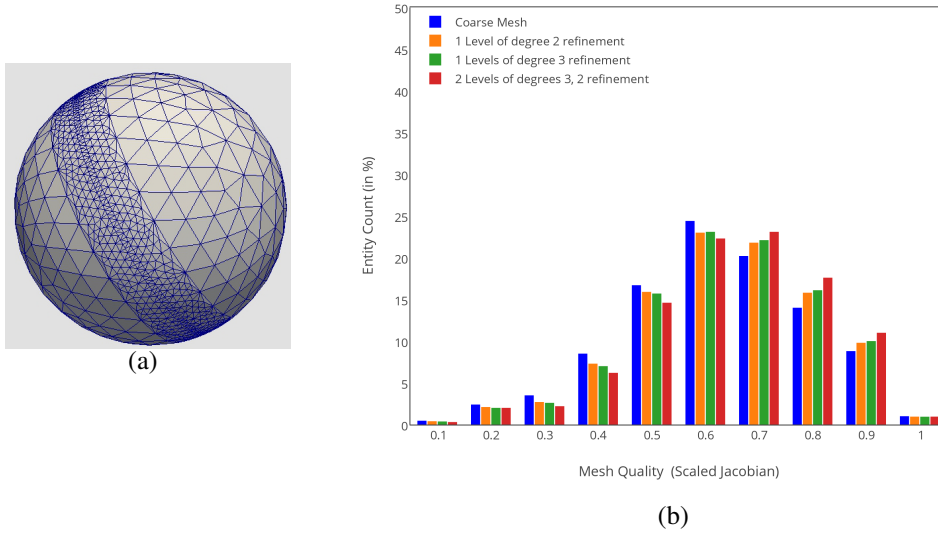 50
45
40
35
30
25
20
15
10
5
0
Entity Count (in %)
Coarse Mesh
1 Level of degree 2 refinement
1 Levels of degree 3 refinement
2 Levels of degrees 3, 2 refinement
0.1 0.2 0.3 0.4 0.5 0.6 0.7 0.8 0.9 1
Mesh Quality (Scaled Jacobian)
(a)
(b)